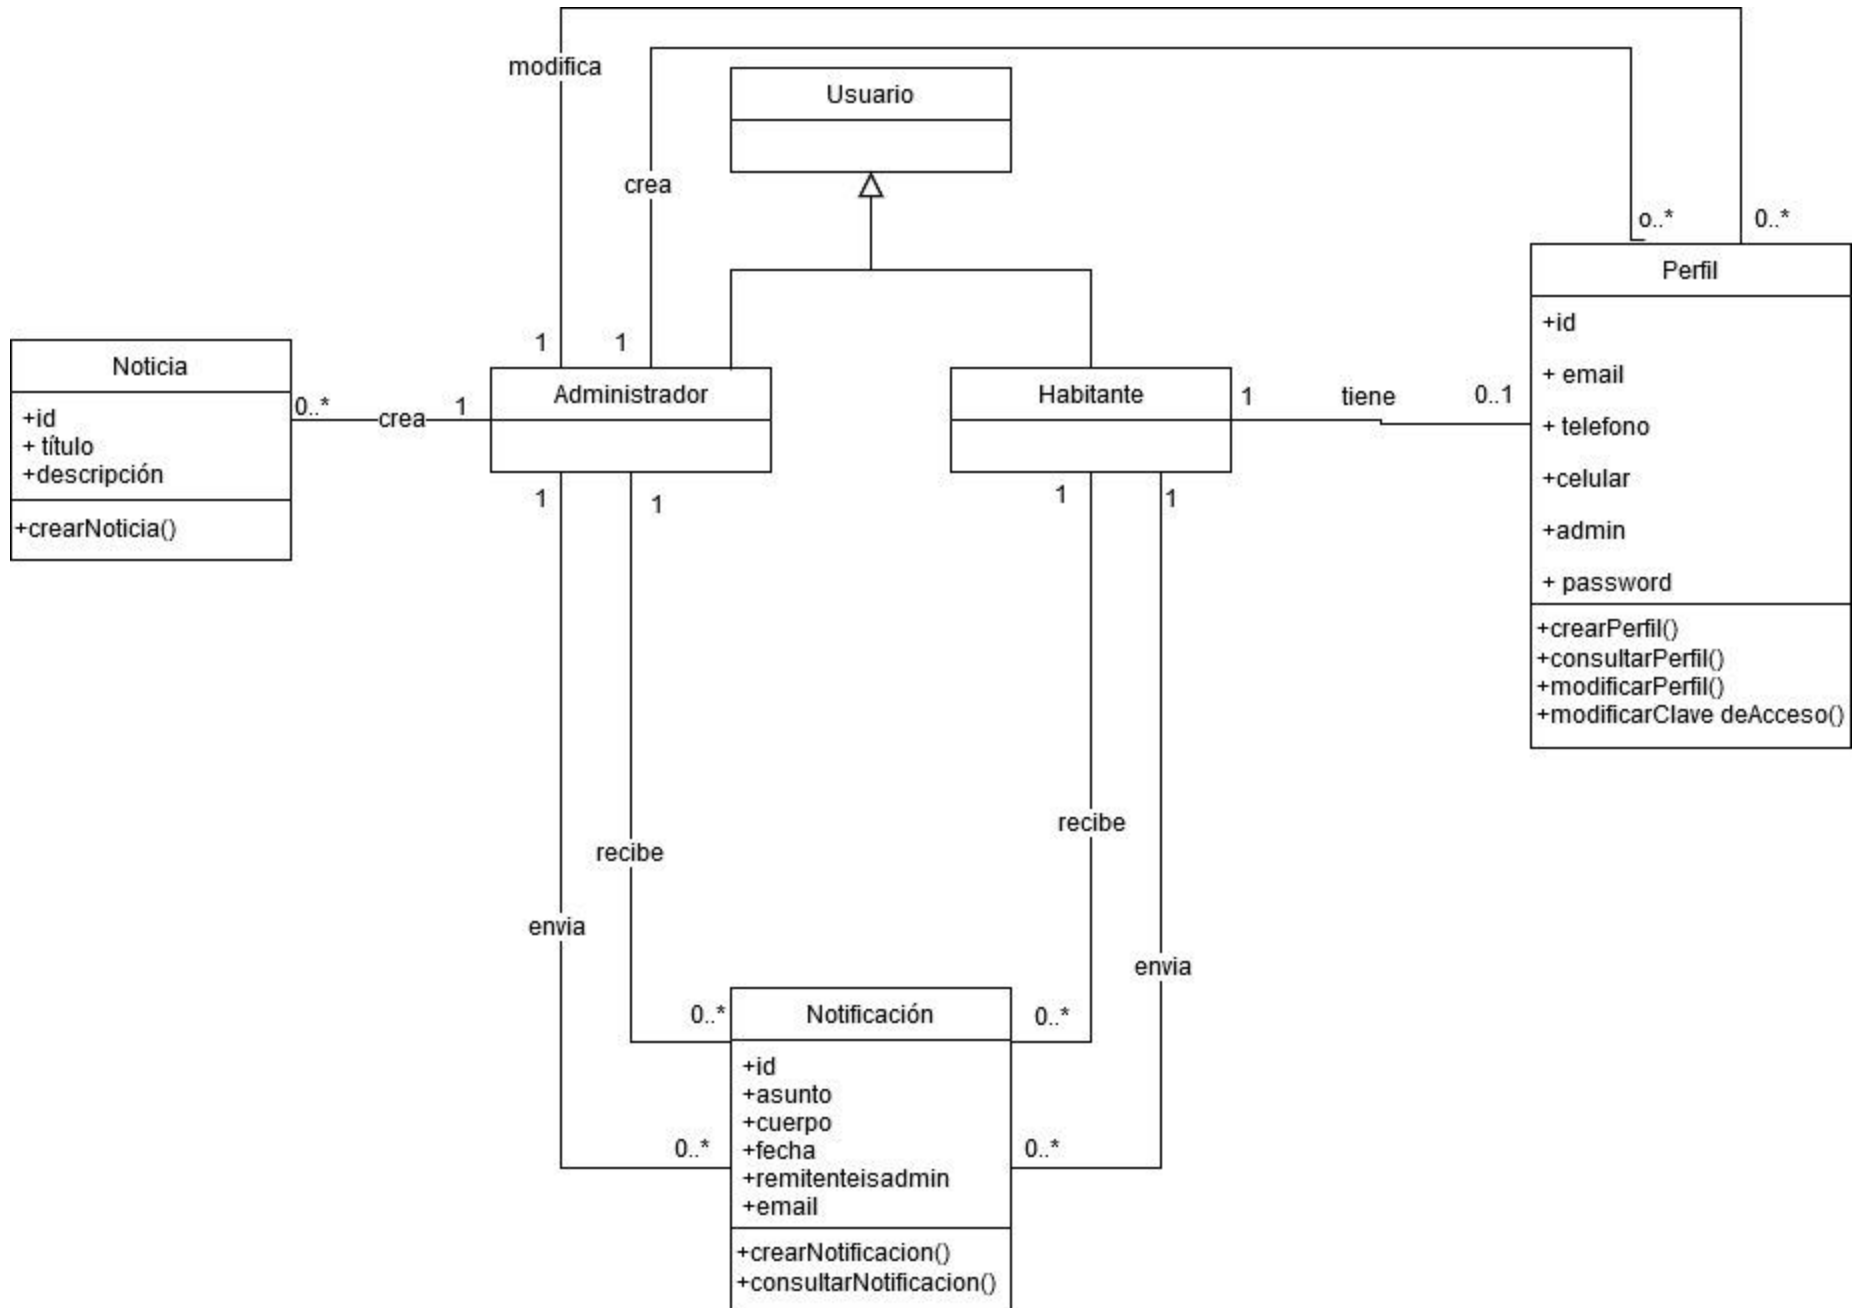 modifica
Usuario
crea
o..*
0..*
Perfil
+id
+ email
+ telefono
+celular
+admin
+ password
+crearPerfil()
+consultarPerfil()
+modificarPerfil()
+modificarClave deAcceso()
1
1
Noticia
+id
+ título
+descripción
+crearNoticia()
0..*
crea
1
Administrador
Habitante
1
tiene
0..1
1
1
1
1
recibe
recibe
envia
envia
0..*
0..*
Notificación
+id
+asunto
+cuerpo
+fecha
+remitenteisadmin
+email
0..*
0..*
+crearNotificacion()
+consultarNotificacion()